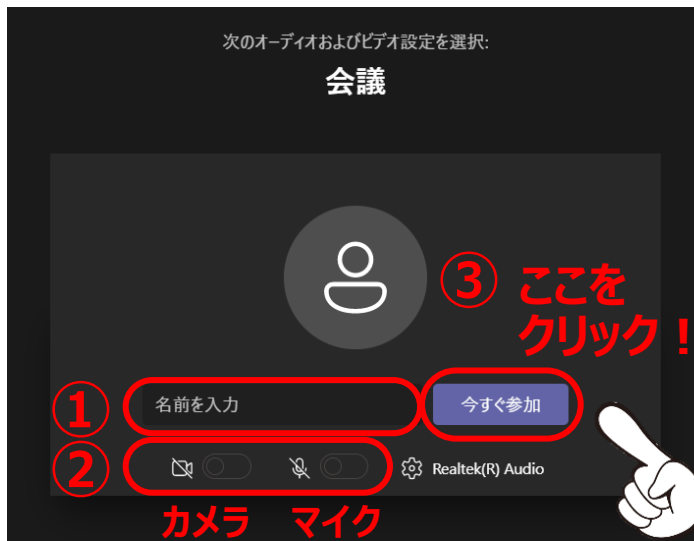 次のオーディオおよびビデオ設定を選択:
会議
③ ここを
クリック！
① 名前を入力 今すぐ参加
② Realtek(R) Audio
カメラ マイク